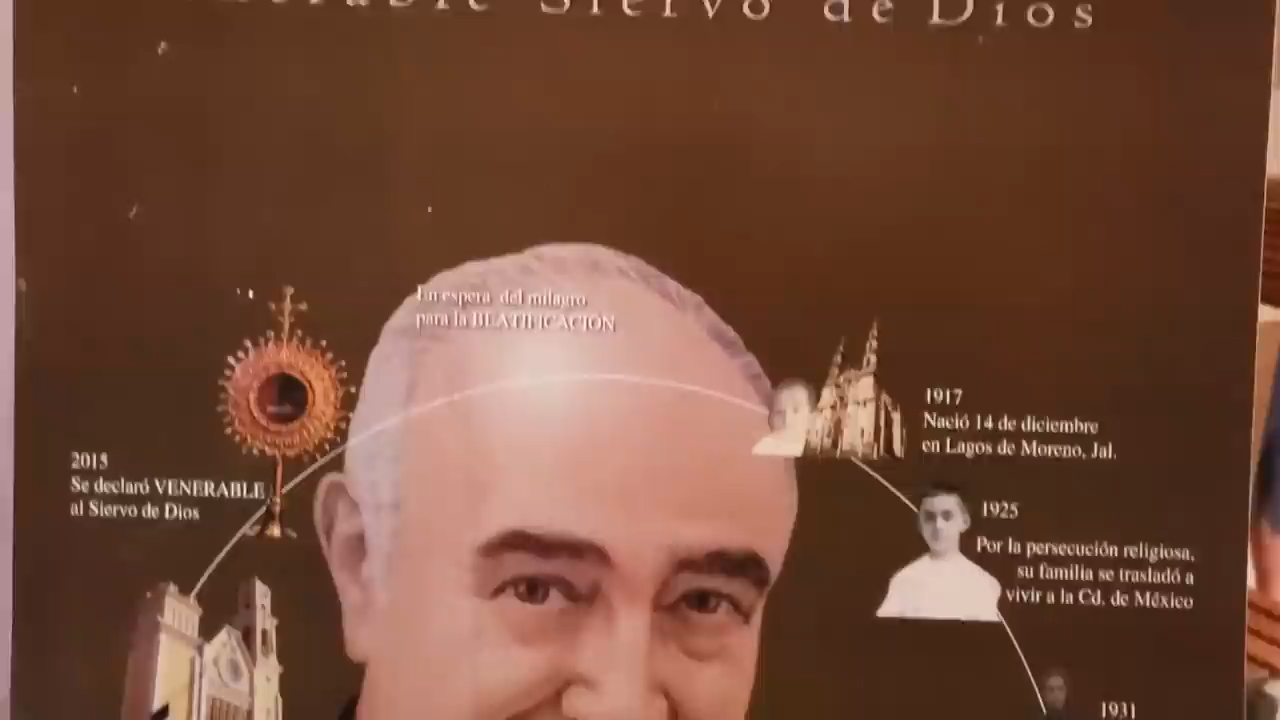 Siervo de Dios
En espera del milagro
para la BEATIFICACIÓN
1917
Nació 14 de diciembre
en Lagos de Moreno, Jal.
2015
Se declaró VENERABLE
al Siervo de Dios
1925
Por la persecución religiosa,
su familia se trasladó a
vivir a la Cd. de México
1931